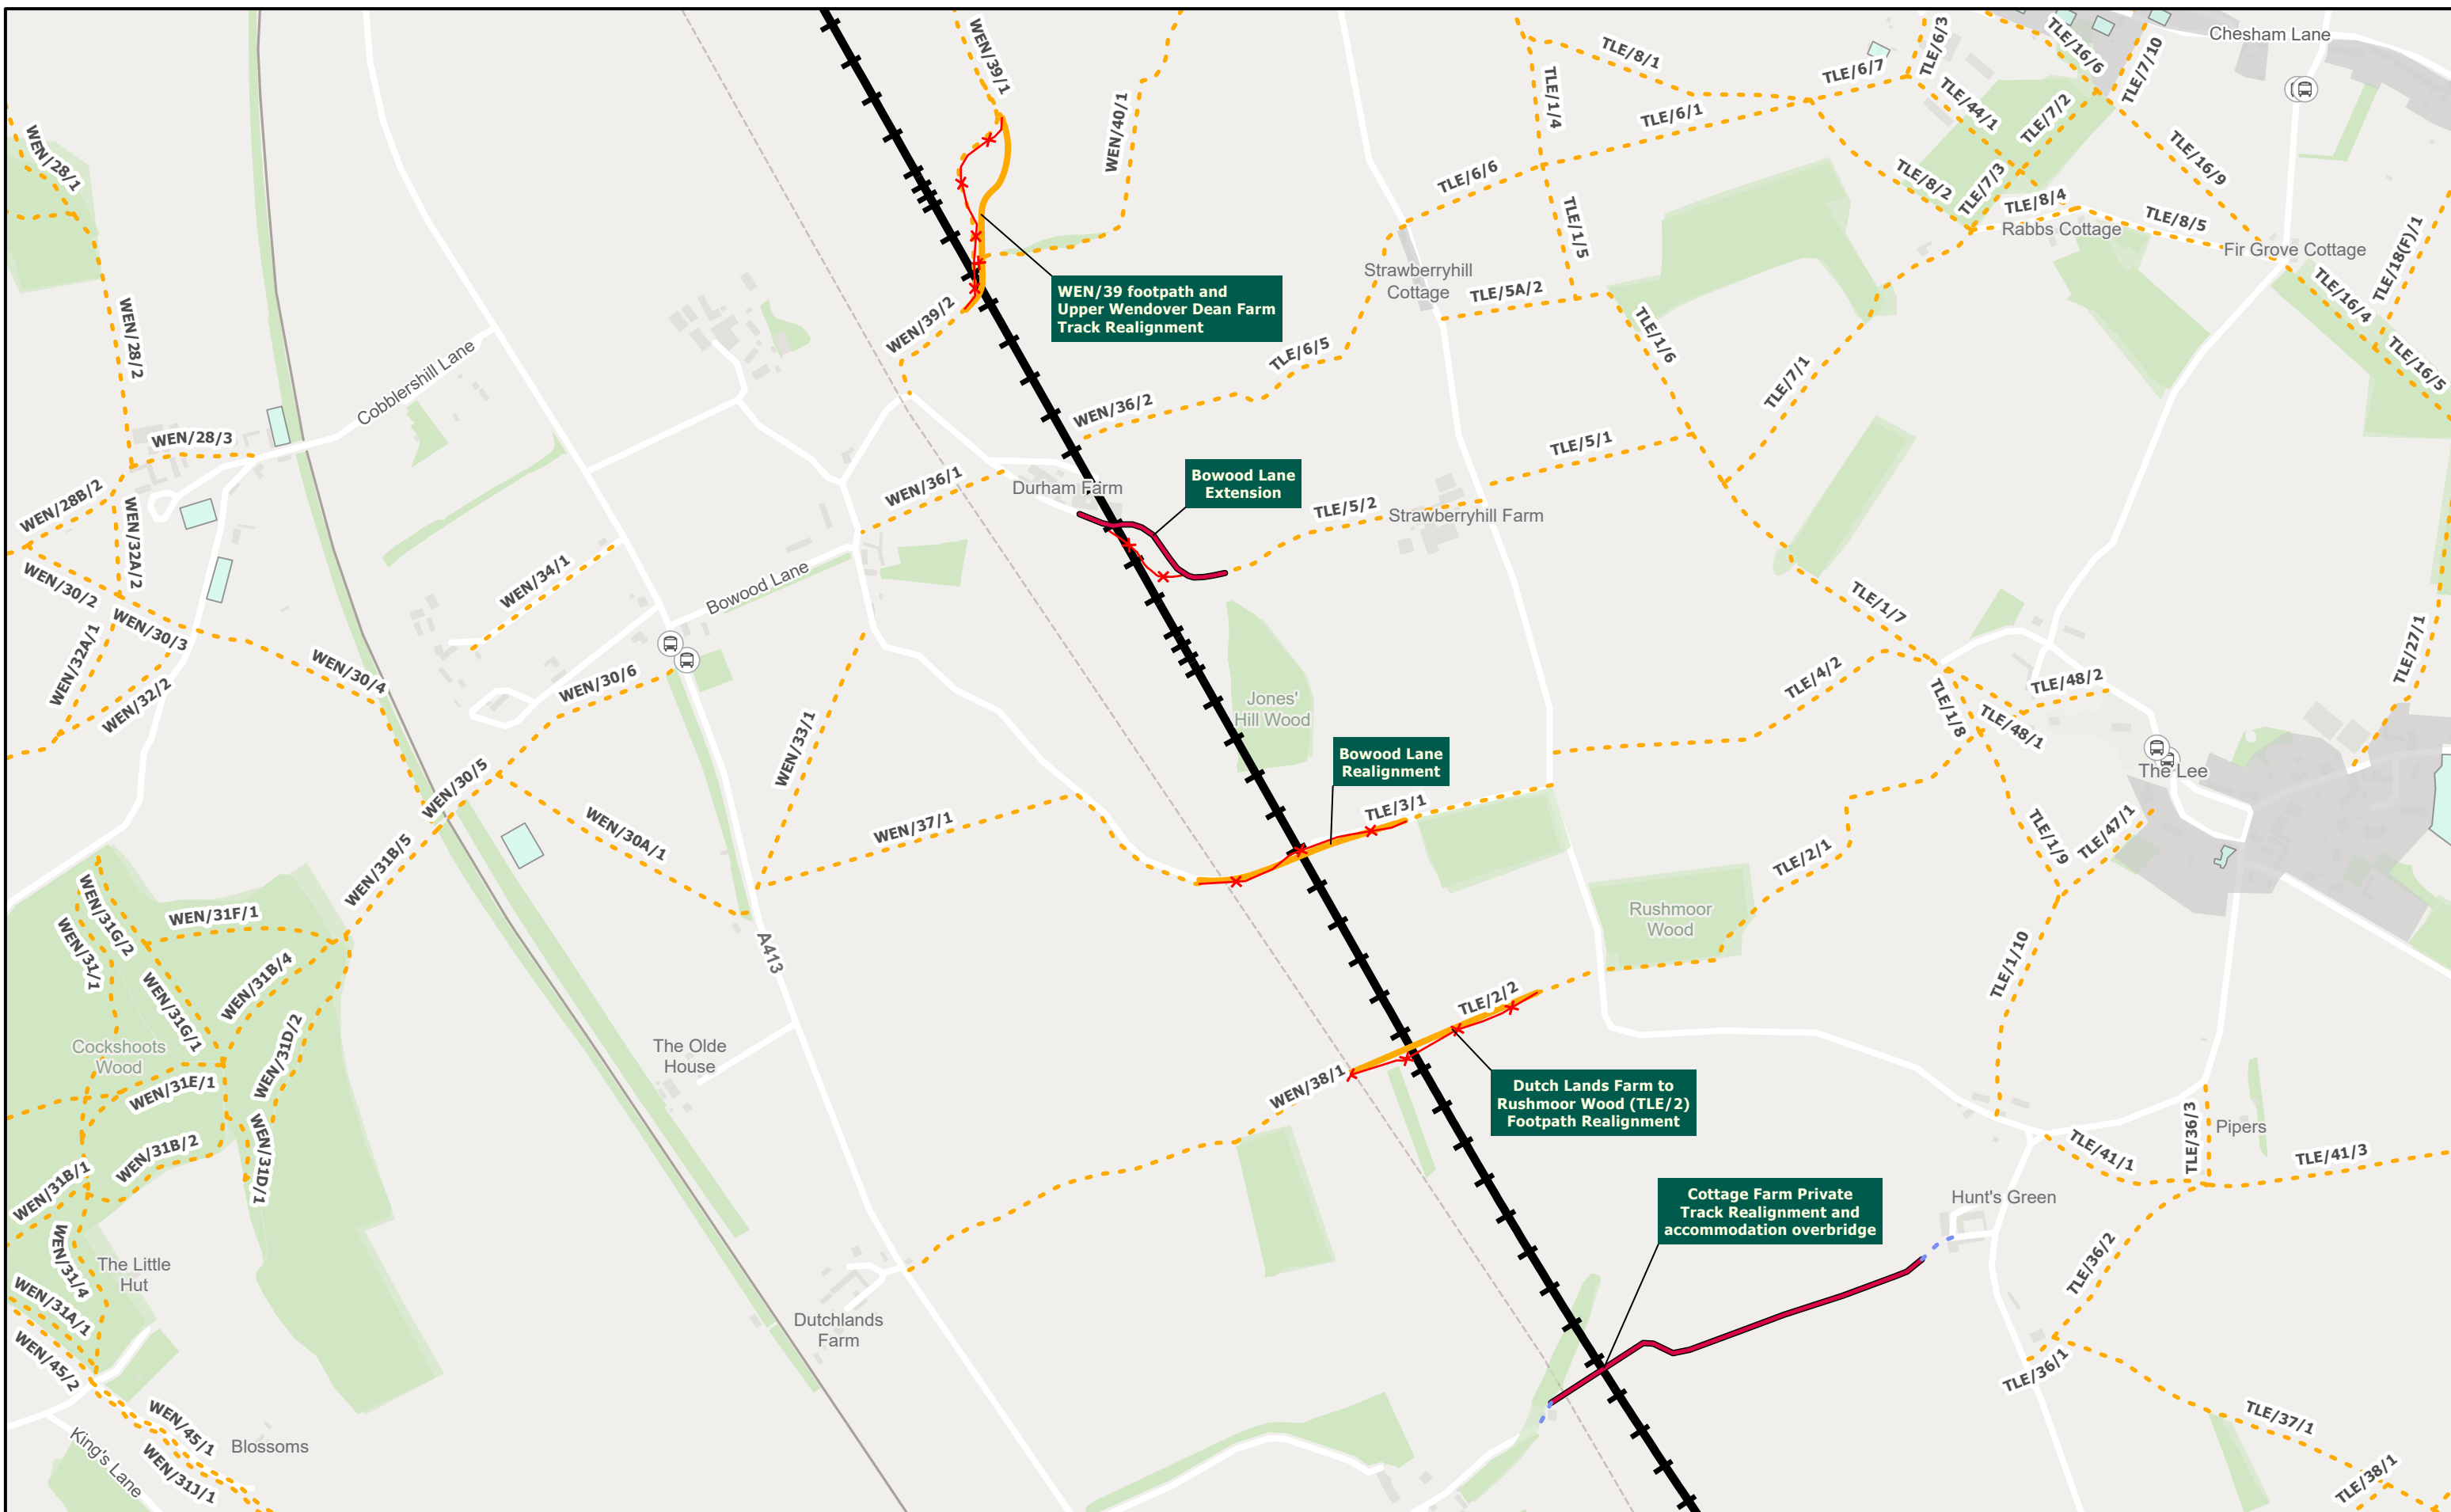 Chesham Lane
WEN/39/1
TLE/8/1
TLE/6/3
TLE/16/6
TLE/7/10
TLE/6/7
TLE/1/4
TLE/44/1
TLE/7/2
WEN/40/1
TLE/6/1
TLE/16/9
WEN/28/1
TLE/6/6
TLE/8/2
TLE/7/3
TLE/8/4
TLE/8/5
Rabbs Cottage
TLE/1/5
Fir Grove Cottage
TLE/18(F)/1
Strawberryhill
Cottage
TLE/5A/2
TLE/16/4
WEN/39 footpath and
Upper Wendover Dean Farm
Track Realignment
WEN/39/2
WEN/28/2
TLE/1/6
TLE/6/5
TLE/16/5
Cobblershill Lane
TLE/7/1
WEN/36/2
WEN/28/3
TLE/5/1
Bowood Lane
Extension
WEN/36/1
Durham Farm
WEN/28B/2
TLE/5/2
Strawberryhill Farm
WEN/32A/2
WEN/34/1
WEN/30/2
Bowood Lane
TLE/1/7
WEN/30/3
WEN/32A/1
TLE/27/1
WEN/30/4
WEN/30/6
TLE/4/2
TLE/48/2
WEN/32/2
Jones'
Hill Wood
TLE/1/8
TLE/48/1
WEN/33/1
Bowood Lane
Realignment
The Lee
WEN/30/5
TLE/3/1
WEN/30A/1
WEN/37/1
TLE/1/9
TLE/47/1
WEN/31B/5
TLE/2/1
WEN/31G/2
WEN/31F/1
Rushmoor
Wood
WEN/31/1
A413
TLE/1/10
WEN/31B/4
WEN/31G/1
TLE/2/2
WEN/31D/2
Cockshoots
Wood
The Olde
House
WEN/31E/1
WEN/38/1
Dutch Lands Farm to
Rushmoor Wood (TLE/2)
Footpath Realignment
TLE/36/3
Pipers
WEN/31B/2
WEN/31D/1
TLE/41/1
TLE/41/3
WEN/31B/1
Cottage Farm Private
Track Realignment and
accommodation overbridge
Hunt's Green
WEN/31/4
The Little
Hut
TLE/36/2
WEN/31A/1
Dutchlands
Farm
WEN/45/2
TLE/36/1
WEN/45/1
TLE/37/1
Blossoms
King's Lane
WEN/31J/1
TLE/38/1